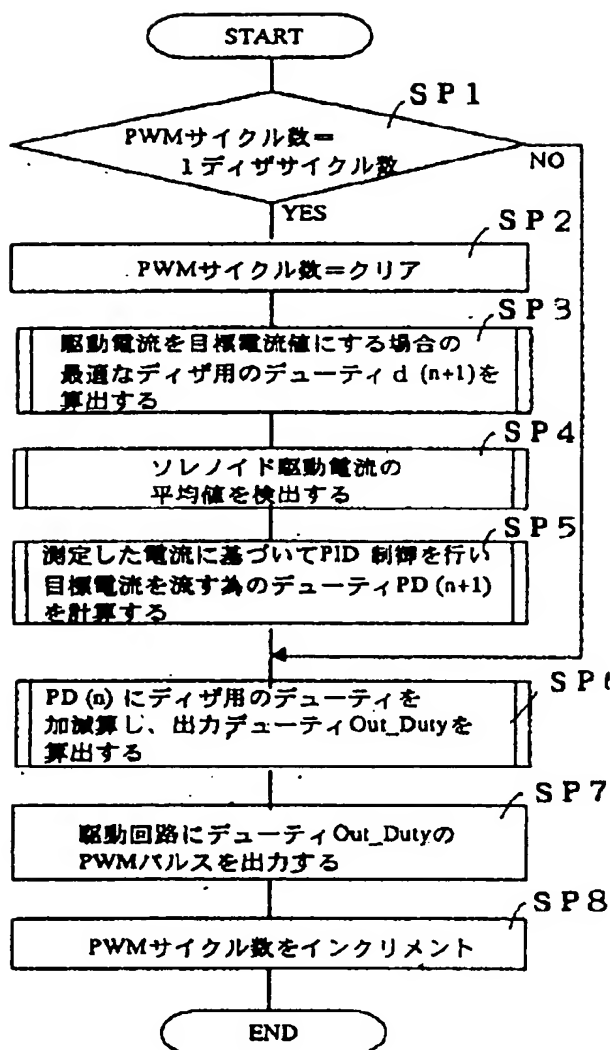 START
SP1
PWMサイクル数=
1ディザサイクル数
NO
YES
SP2
PWMサイクル数=クリア
SP3
駆動電流を目標電流値にする場合の
最適なディザ用のデューティd (n+1)を
算出する
SP4
ソレノイド駆動電流の
平均値を検出する
SP5
測定した電流に基づいてPID 制御を行い
目標電流を流す為のデューティPD (n+1)
を計算する
SP6
PD (n) にディザ用のデューティを
加減算し、出力デューティOut_Dutyを
算出する
SP7
駆動回路にデューティOut_Dutyの
PWMパルスを出力する
SP8
PWMサイクル数をインクリメント
END